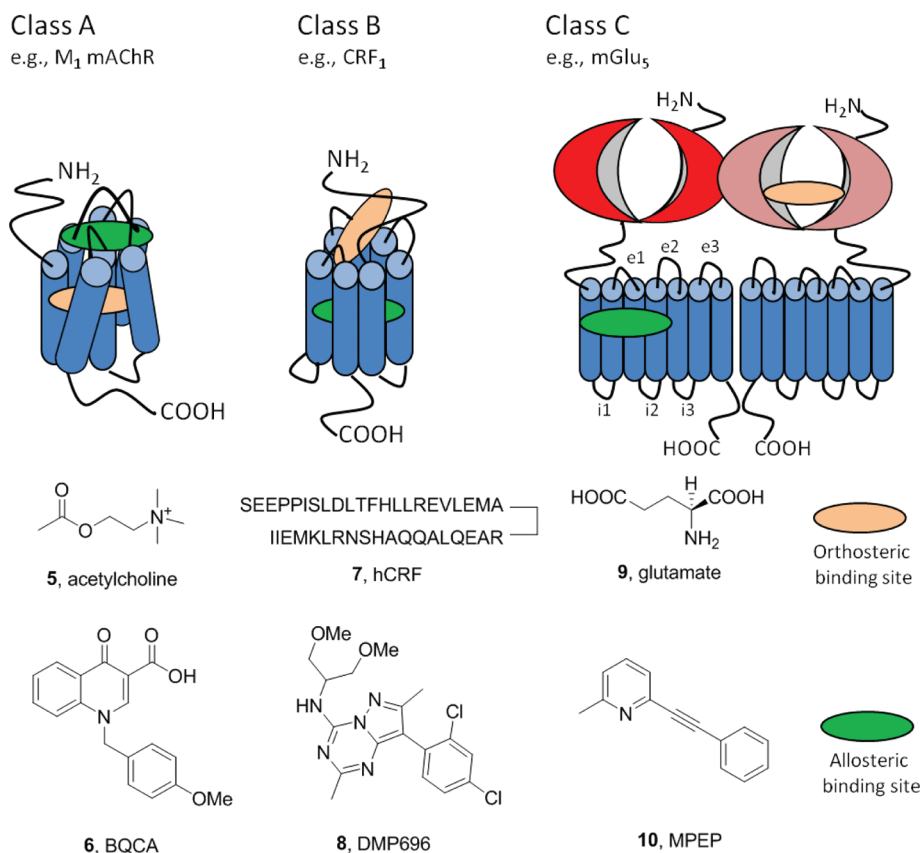 Class A
e.g., M₁ mAChR
Class B
e.g., CRF₁
Class C
e.g., mGlu₅
NH₂
COOH
NH₂
COOH
H₂N
H₂N
e1
e2
e3
i1
i2
i3
HOOC
COOH
O
O
N⁺
5, acetylcholine
SEEPPISLDLTFHLLREVLEMA
IIEMKLRNSHAQQALQEAR
7, hCRF
HOOC
H
COOH
NH₂
9, glutamate
Orthosteric
binding site
O
O
OH
N
OMe
6, BQCA
OMe
OMe
HN
N
N
N
N
N
Cl
Cl
8, DMP696
N
10, MPEP
Allosteric
binding site